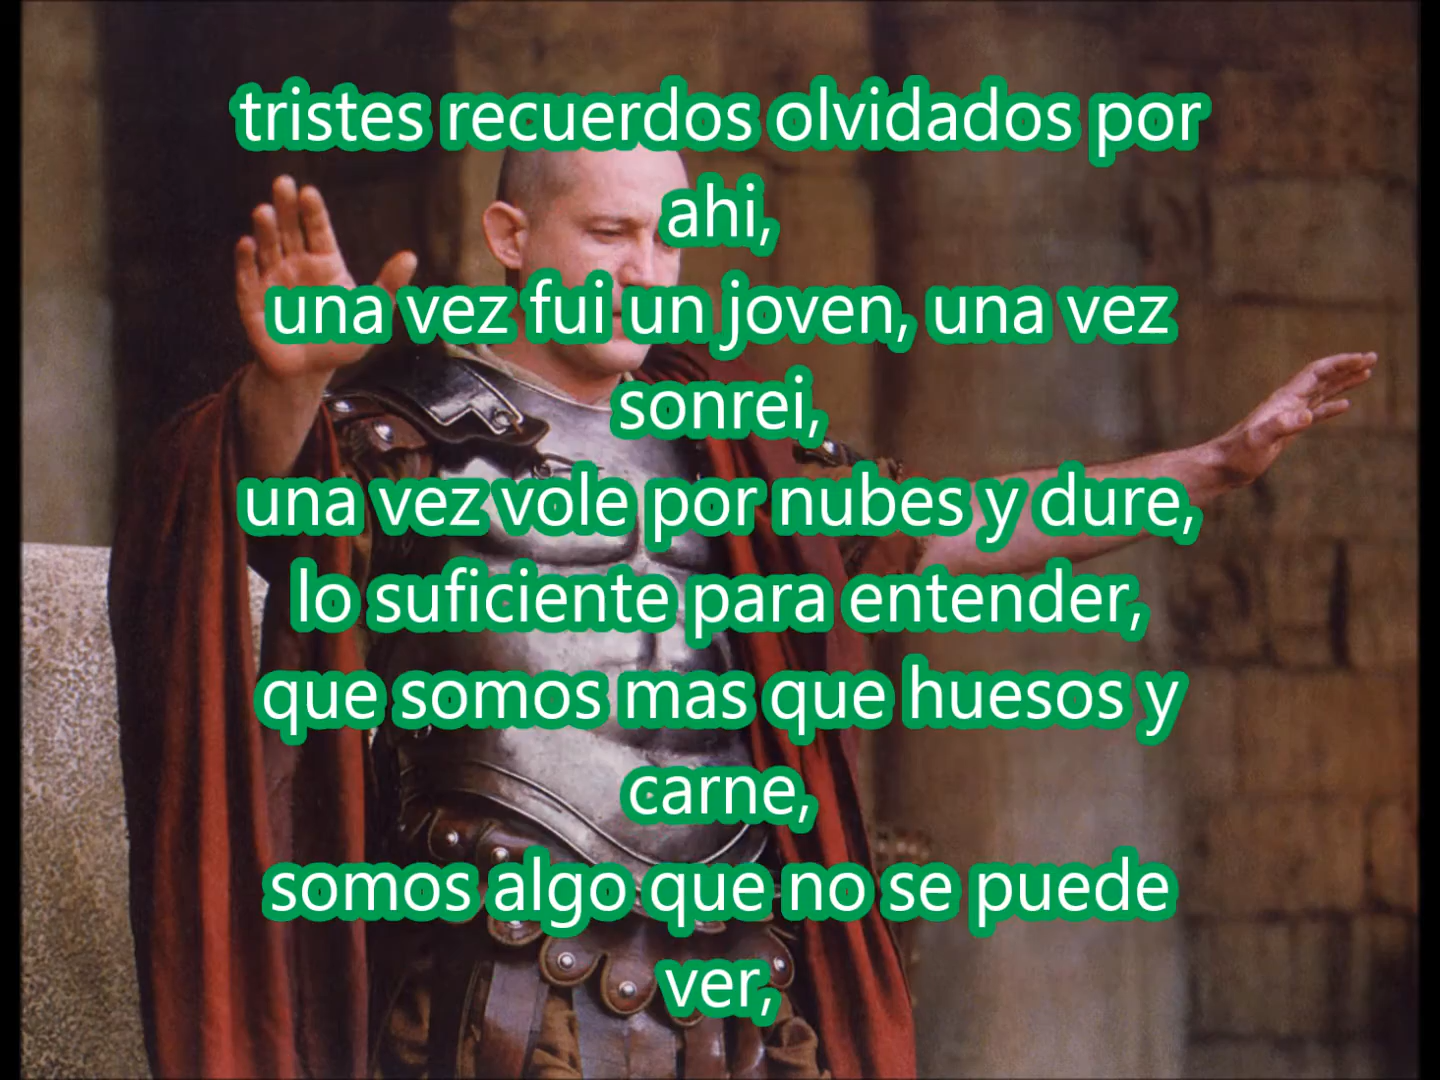 tristes recuerdos olvidados por
ahi,
una vez fui un joven, una vez
sonrei,
una vez vole por nubes y dure,
lo suficiente para entender,
que somos mas que huesos y
carne,
somos algo que no se puede
ver,